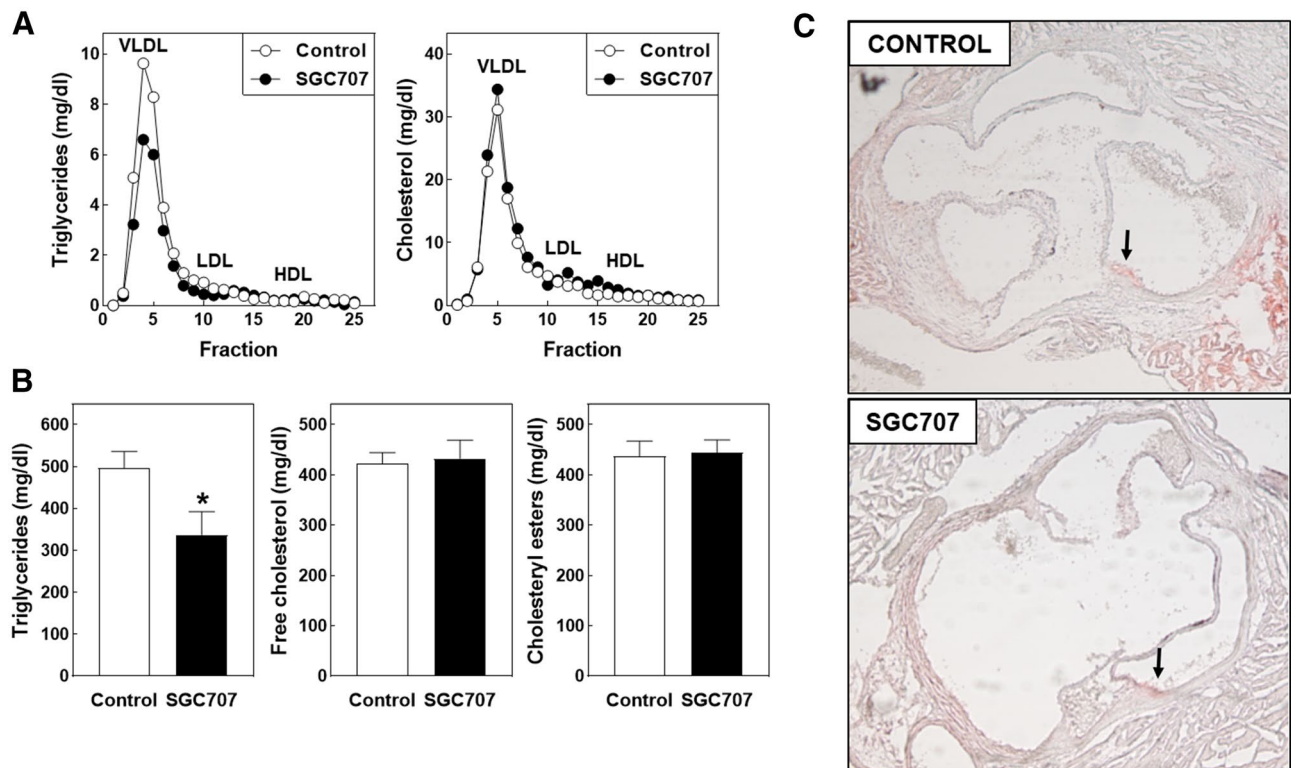 A
Triglycerides (mg/dl)
10
8
6
4
2
0
VLDL
LDL
HDL
Control
SGC707
0 5 10 15 20 25
Fraction
Cholesterol (mg/dl)
40
30
20
10
0
VLDL
LDL
HDL
Control
SGC707
0 5 10 15 20 25
Fraction
B
Triglycerides (mg/dl)
600
500
400
300
200
100
0
*
Control SGC707
Free cholesterol (mg/dl)
500
400
300
200
100
0
Control SGC707
Cholesteryl esters (mg/dl)
500
400
300
200
100
0
Control SGC707
C
CONTROL
SGC707